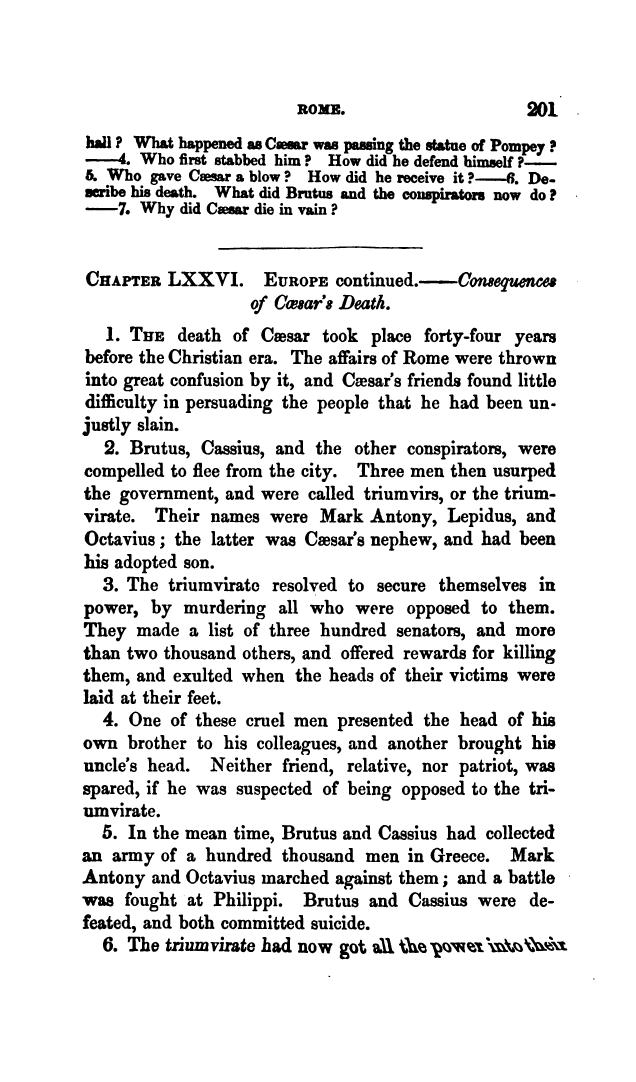 ROME. 201
hall? What happened as Cæsar was passing the statue of Pompey?
——4. Who first stabbed him? How did he defend himself?——
5. Who gave Cæsar a blow? How did he receive it?——6. De-
scribe his death. What did Brutus and the conspirators now do?
——7. Why did Cæsar die in vain?
CHAPTER LXXVI. EUROPE continued.——Consequences
of Cæsar's Death.
1. THE death of Cæsar took place forty-four years
before the Christian era. The affairs of Rome were thrown
into great confusion by it, and Cæsar's friends found little
difficulty in persuading the people that he had been un-
justly slain.
2. Brutus, Cassius, and the other conspirators, were
compelled to flee from the city. Three men then usurped
the government, and were called triumvirs, or the trium-
virate. Their names were Mark Antony, Lepidus, and
Octavius; the latter was Cæsar's nephew, and had been
his adopted son.
3. The triumvirate resolved to secure themselves in
power, by murdering all who were opposed to them.
They made a list of three hundred senators, and more
than two thousand others, and offered rewards for killing
them, and exulted when the heads of their victims were
laid at their feet.
4. One of these cruel men presented the head of his
own brother to his colleagues, and another brought his
uncle's head. Neither friend, relative, nor patriot, was
spared, if he was suspected of being opposed to the tri-
umvirate.
5. In the mean time, Brutus and Cassius had collected
an army of a hundred thousand men in Greece. Mark
Antony and Octavius marched against them; and a battle
was fought at Philippi. Brutus and Cassius were de-
feated, and both committed suicide.
6. The triumvirate had now got all the power into their